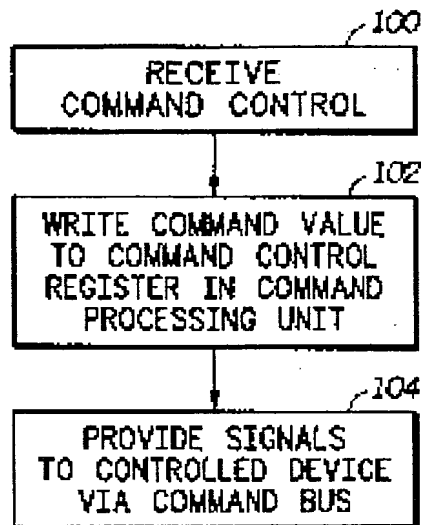 100
RECEIVE
COMMAND CONTROL
102
WRITE COMMAND VALUE
TO COMMAND CONTROL
REGISTER IN COMMAND
PROCESSING UNIT
104
PROVIDE SIGNALS
TO CONTROLLED DEVICE
VIA COMMAND BUS